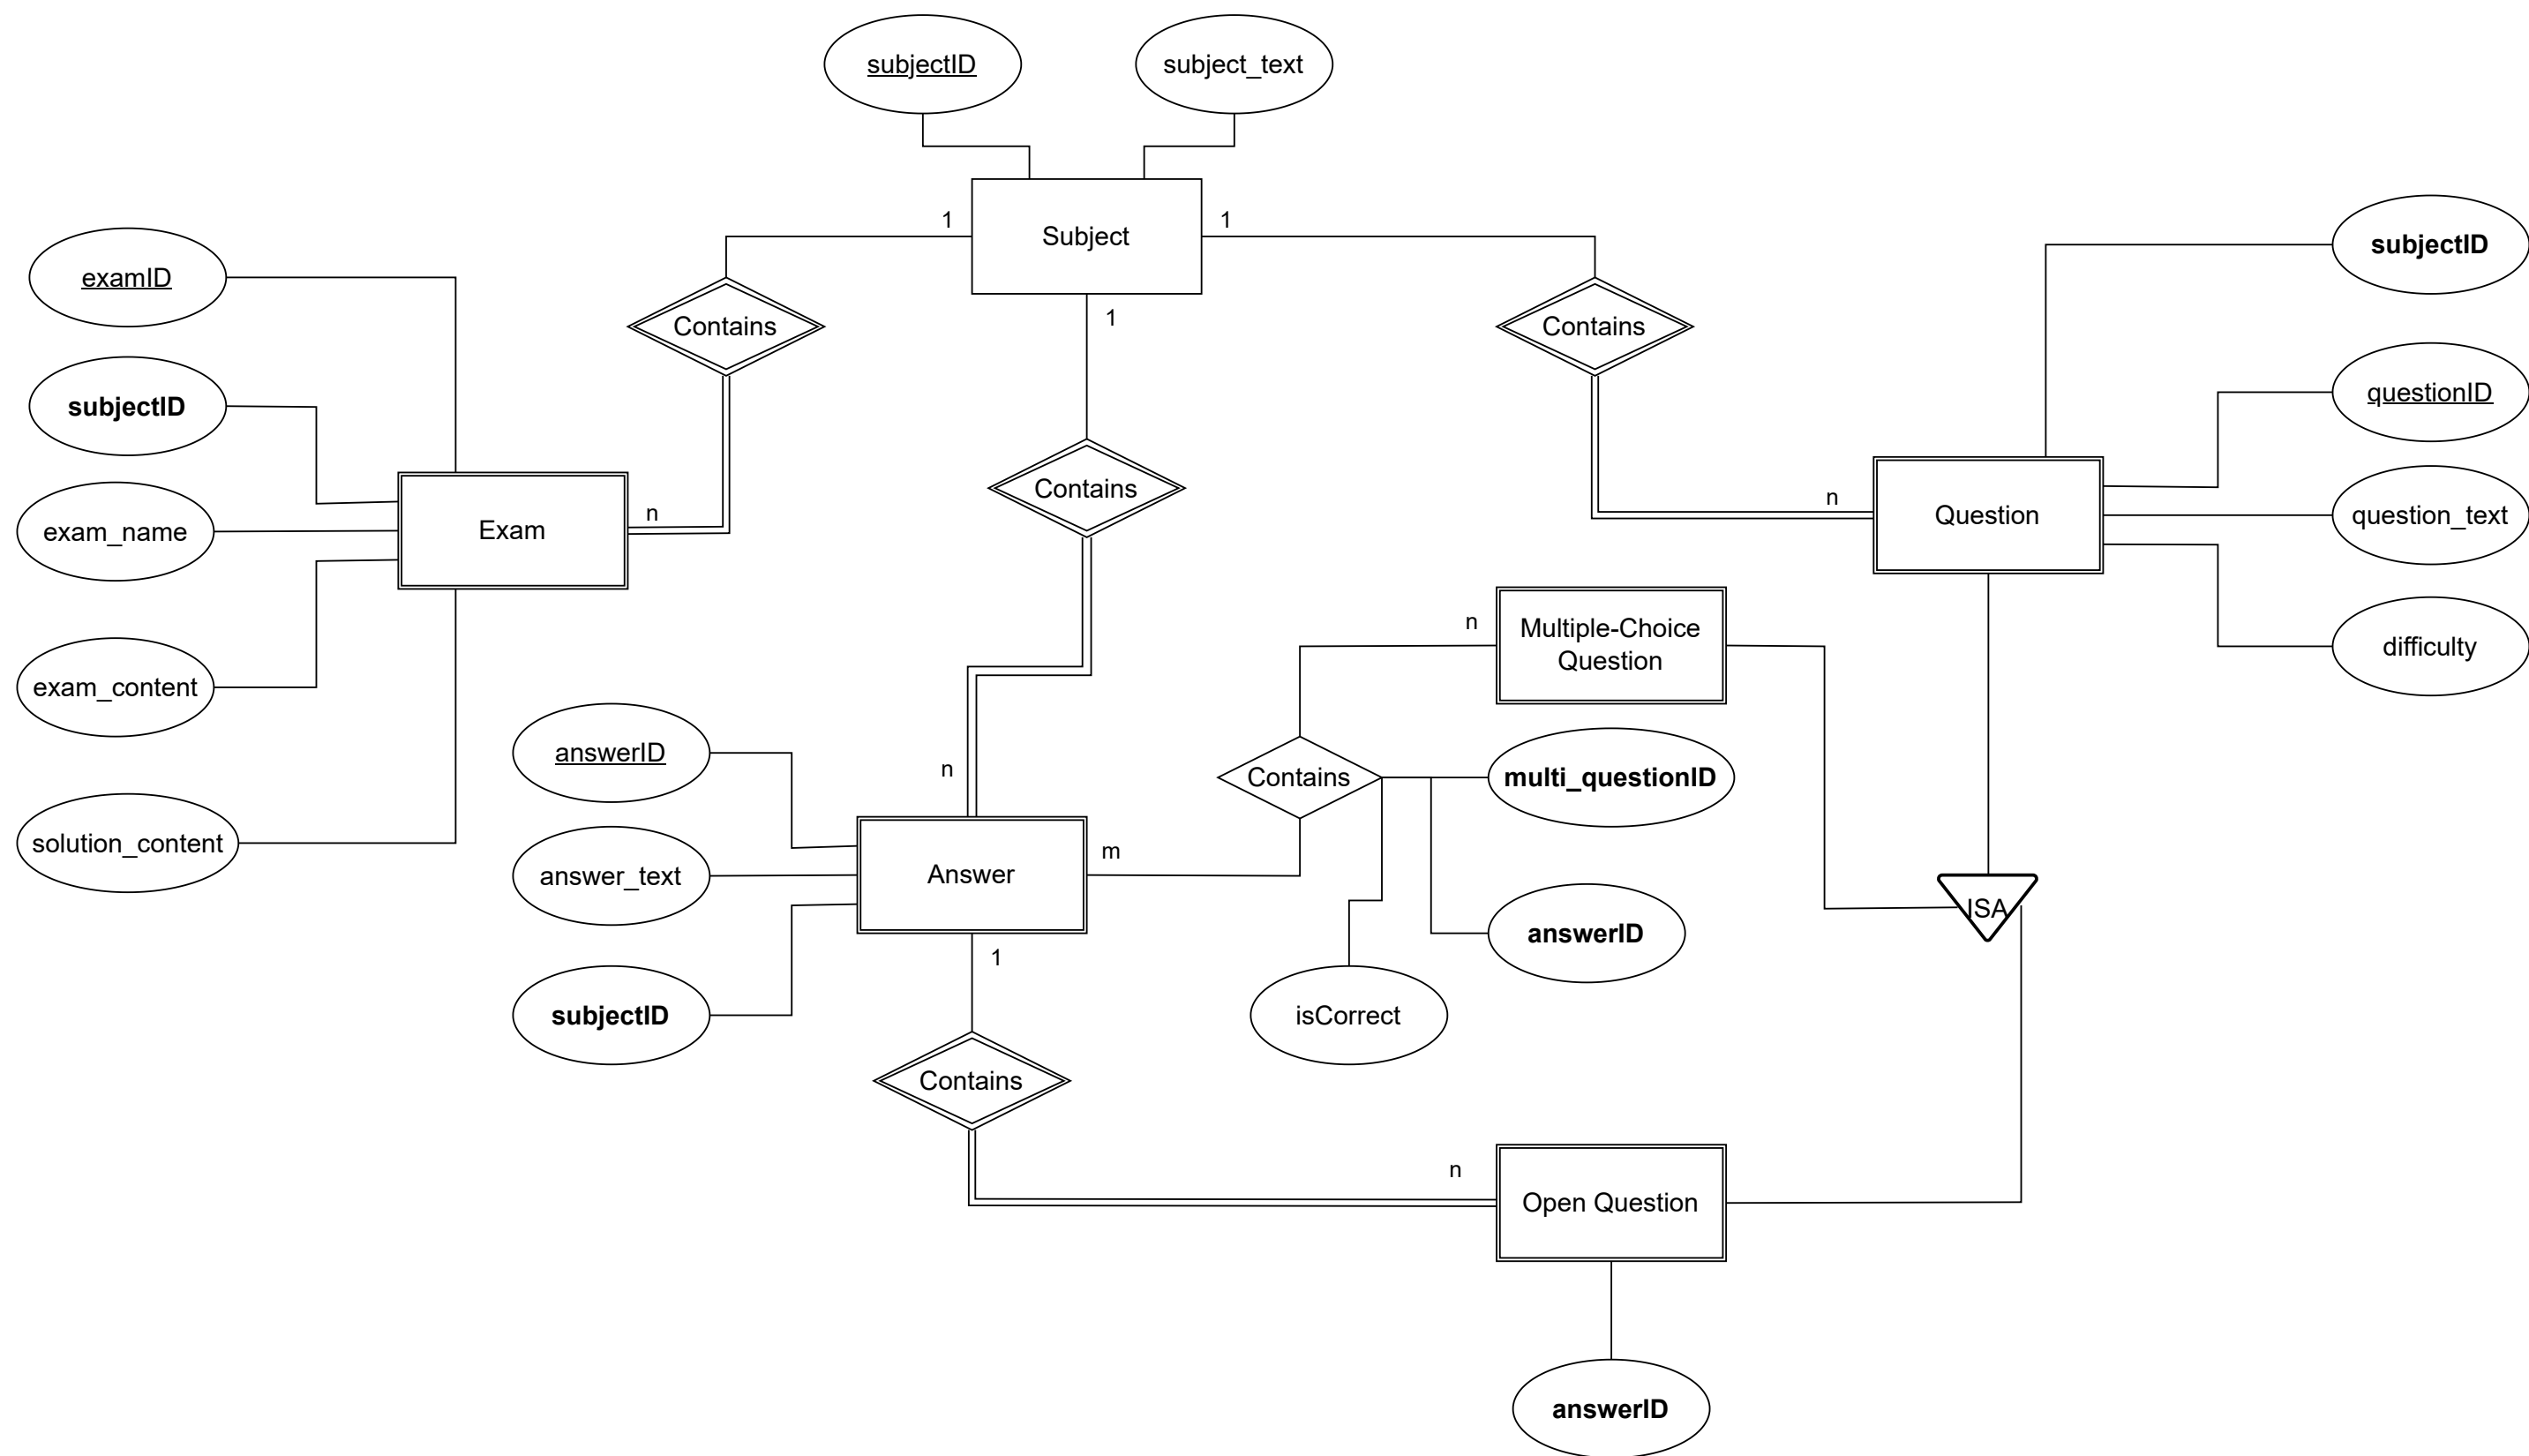 subjectID
subject_text
Subject
1
1
1
subjectID
examID
Contains
Contains
questionID
subjectID
Contains
exam_name
Exam
n
n
Question
question_text
n
Multiple-Choice
Question
difficulty
exam_content
answerID
n
Contains
multi_questionID
solution_content
answer_text
Answer
m
ISA
answerID
1
subjectID
isCorrect
Contains
n
Open Question
answerID